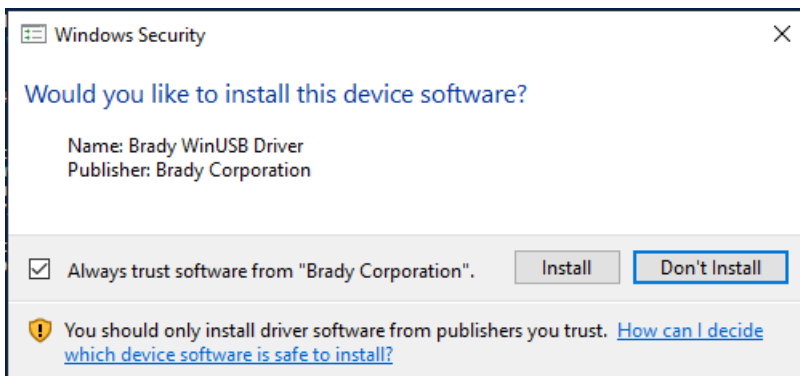 Windows Security
Would you like to install this device software?
Name: Brady WinUSB Driver
Publisher: Brady Corporation
Always trust software from "Brady Corporation".
Install
Don't Install
You should only install driver software from publishers you trust. How can I decide
which device software is safe to install?